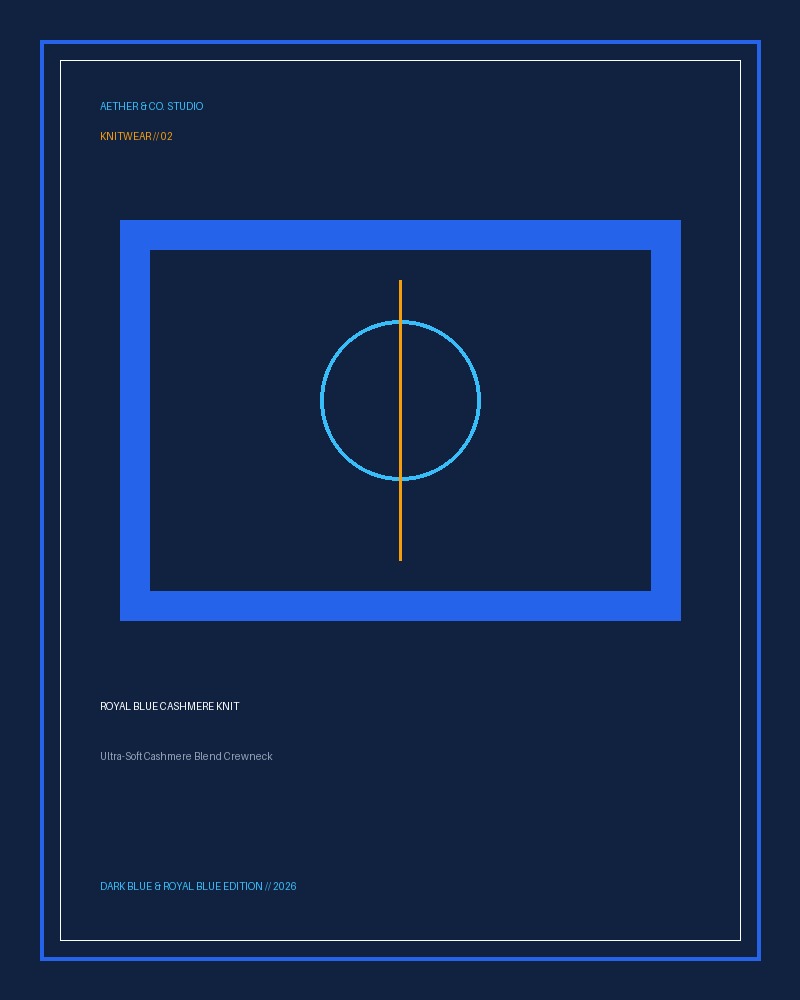 AETHER & CO. STUDIO
KNITWEAR // 02
ROYAL BLUE CASHMERE KNIT
Ultra-Soft Cashmere Blend Crewneck
DARK BLUE & ROYAL BLUE EDITION // 2026